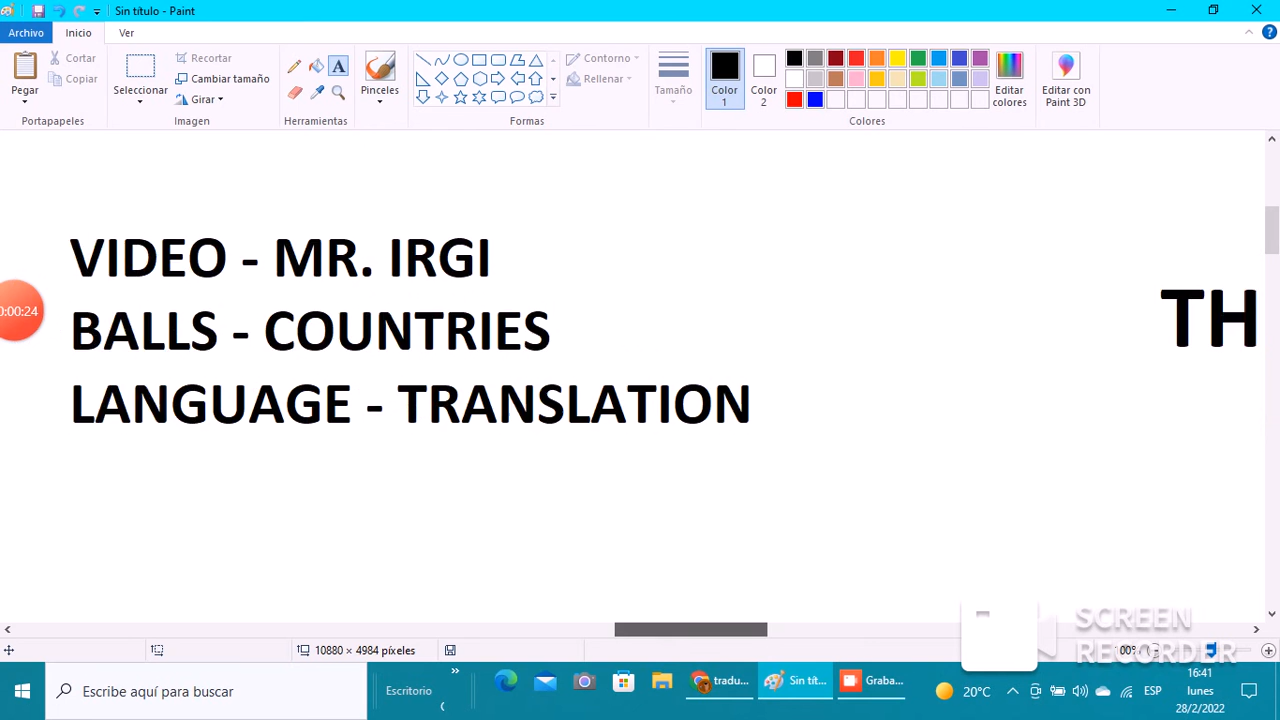 Sin título - Paint
Archivo Inicio Ver
Pegar Cortar Copiar
Portapapeles
Seleccionar Recortar Cambiar tamaño Girar
Imagen
Herramientas
Pinceles
Contorno Rellenar
Formas
Tamaño
Color 1
Color 2
Editar colores
Colores
Editar con Paint 3D
VIDEO - MR. IRGI
BALLS - COUNTRIES
LANGUAGE - TRANSLATION
TH
0:00:24
SCREEN RECORDER
10880 × 4984 píxeles
100%
Escribe aquí para buscar
Escritorio
tradu...
Sin tít...
Graba...
20°C
ESP
16:41
lunes
28/2/2022